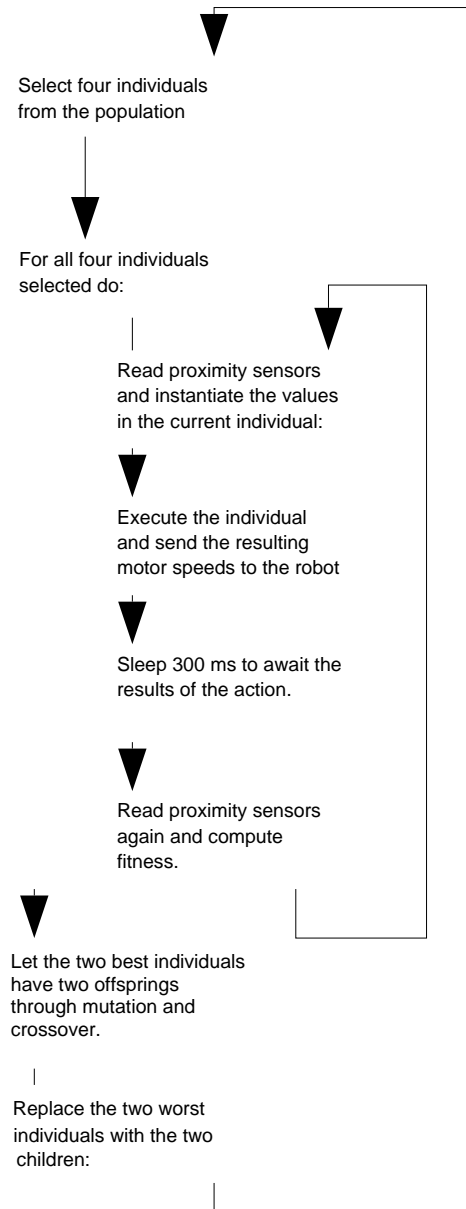 Select four individuals
from the population
For all four individuals
selected do:
Read proximity sensors
and instantiate the values
in the current individual:
Execute the individual
and send the resulting
motor speeds to the robot
Sleep 300 ms to await the
results of the action.
Read proximity sensors
again and compute
fitness.
Let the two best individuals
have two offsprings
through mutation and
crossover.
Replace the two worst
individuals with the two
children: